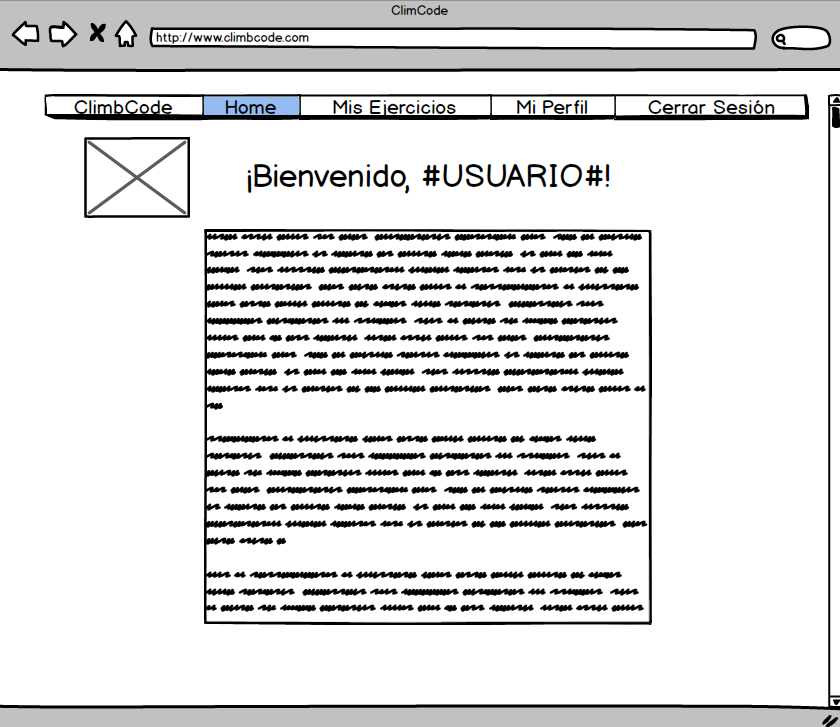 ClimCode
http://www.climbcode.com
ClimbCode Home Mis Ejercicios Mi Perfil Cerrar Sesión
¡Bienvenido, #USUARIO#!